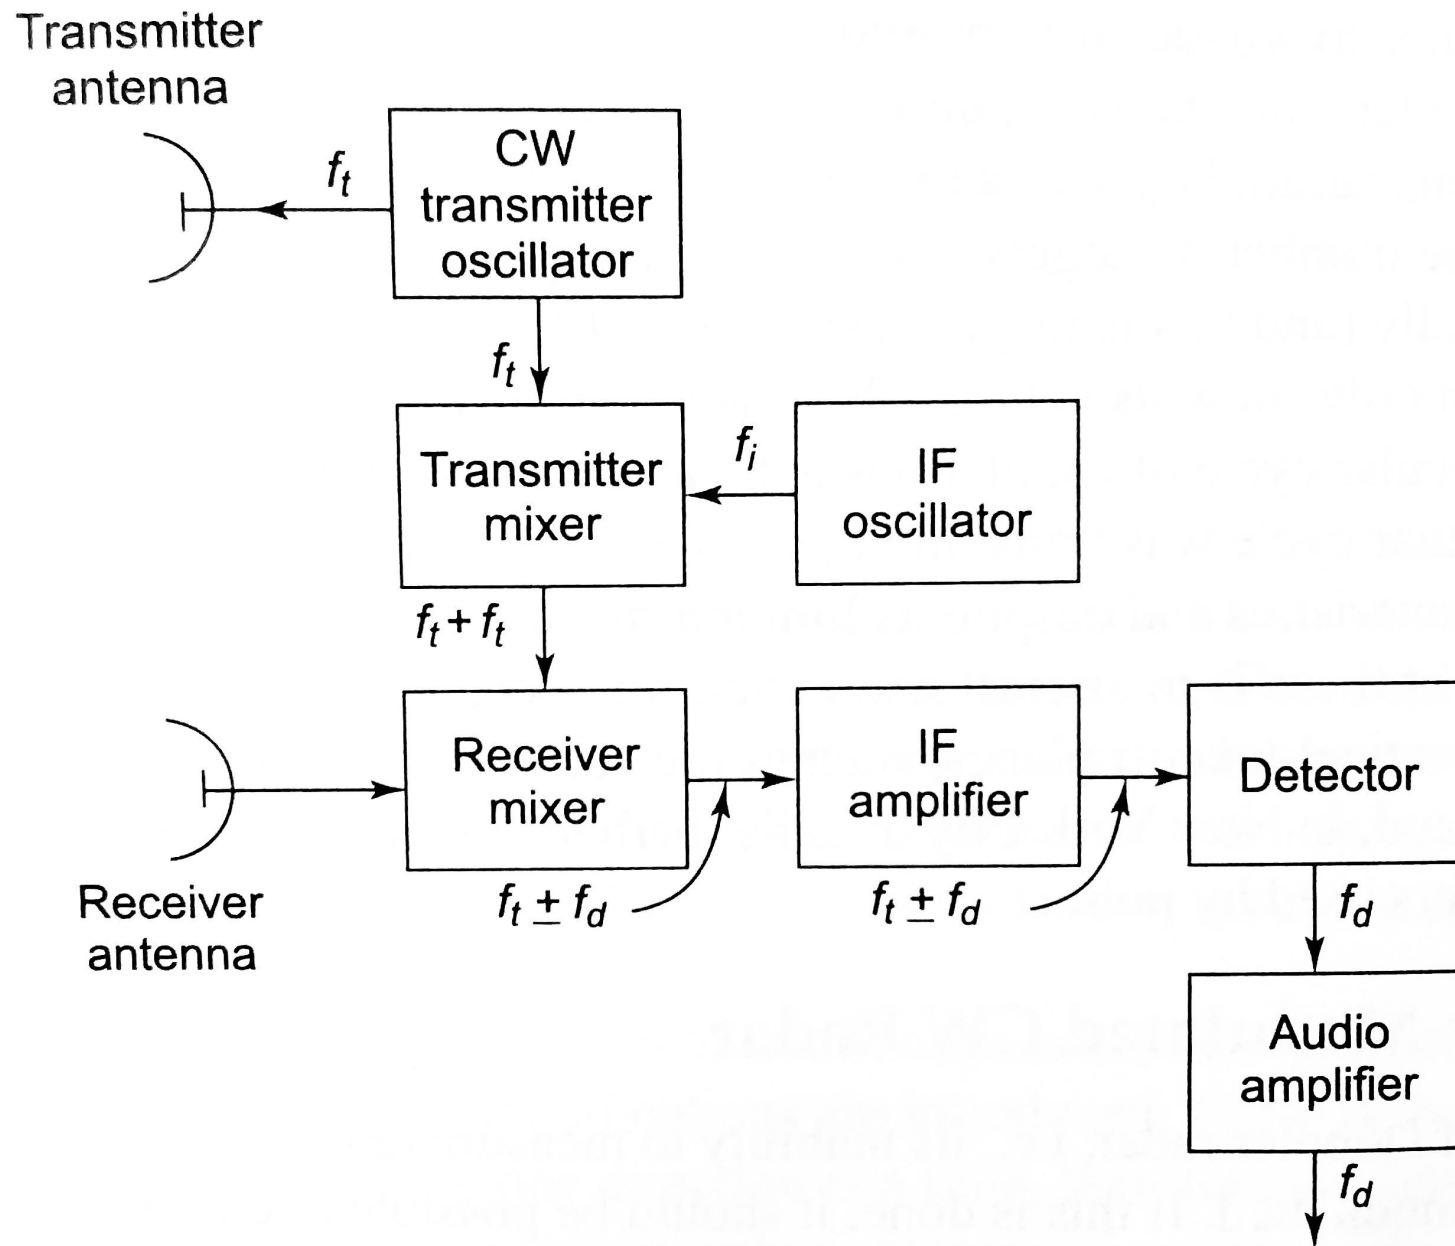 Transmitter
antenna
CW
transmitter
oscillator
f_t
f_t
Transmitter
mixer
f_i
IF
oscillator
f_t + f_t
Receiver
mixer
IF
amplifier
Detector
Receiver
antenna
f_t ± f_d
f_t ± f_d
f_d
Audio
amplifier
f_d